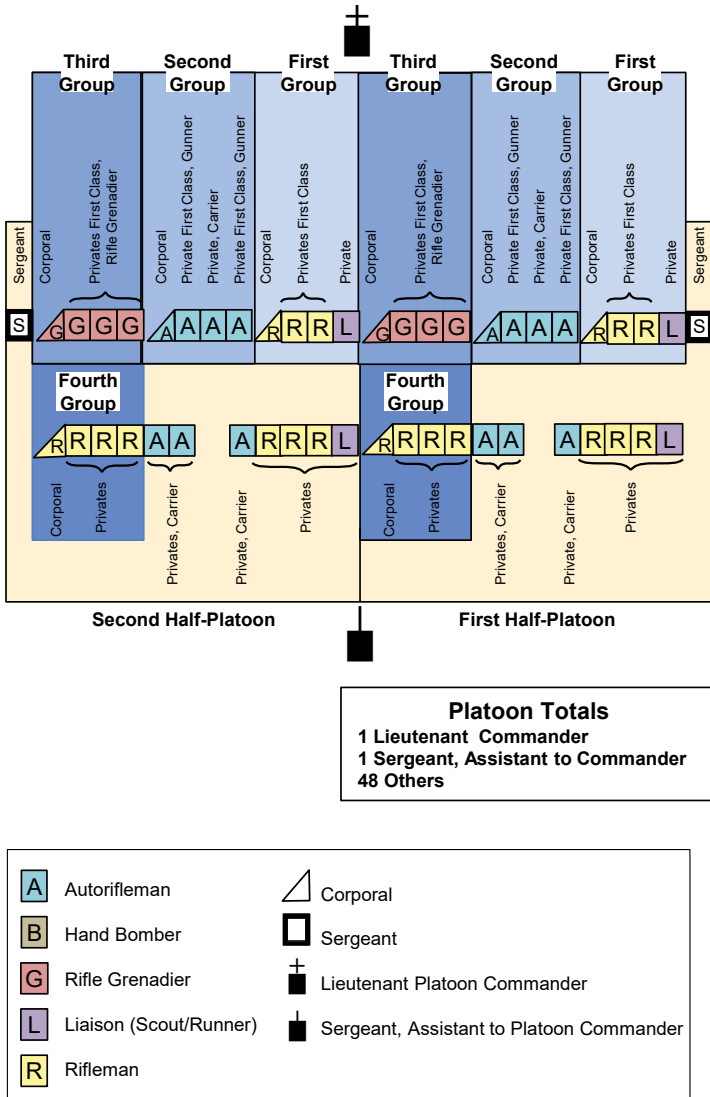 Third
Group
Second
Group
First
Group
Third
Group
Second
Group
First
Group
Sergeant
Corporal
Privates First Class,
Rifle Grenadier
Corporal
Private First Class, Gunner
Private, Carrier
Private First Class, Gunner
Corporal
Privates First Class
Private
Corporal
Privates First Class,
Rifle Grenadier
Corporal
Private First Class, Gunner
Private, Carrier
Private First Class, Gunner
Corporal
Privates First Class
Private
Sergeant
S G G G G A A A A R R R L G G G G A A A A R R R L S
Fourth
Group
Fourth
Group
R R R R A A A R R R L R R R R A A A R R R L
Corporal
Privates
Privates, Carrier
Private, Carrier
Privates
Corporal
Privates
Privates, Carrier
Private, Carrier
Privates
Second Half-Platoon
First Half-Platoon
Platoon Totals
1 Lieutenant Commander
1 Sergeant, Assistant to Commander
48 Others
A Autorifleman
B Hand Bomber
G Rifle Grenadier
L Liaison (Scout/Runner)
R Rifleman
Corporal
Sergeant
Lieutenant Platoon Commander
Sergeant, Assistant to Platoon Commander